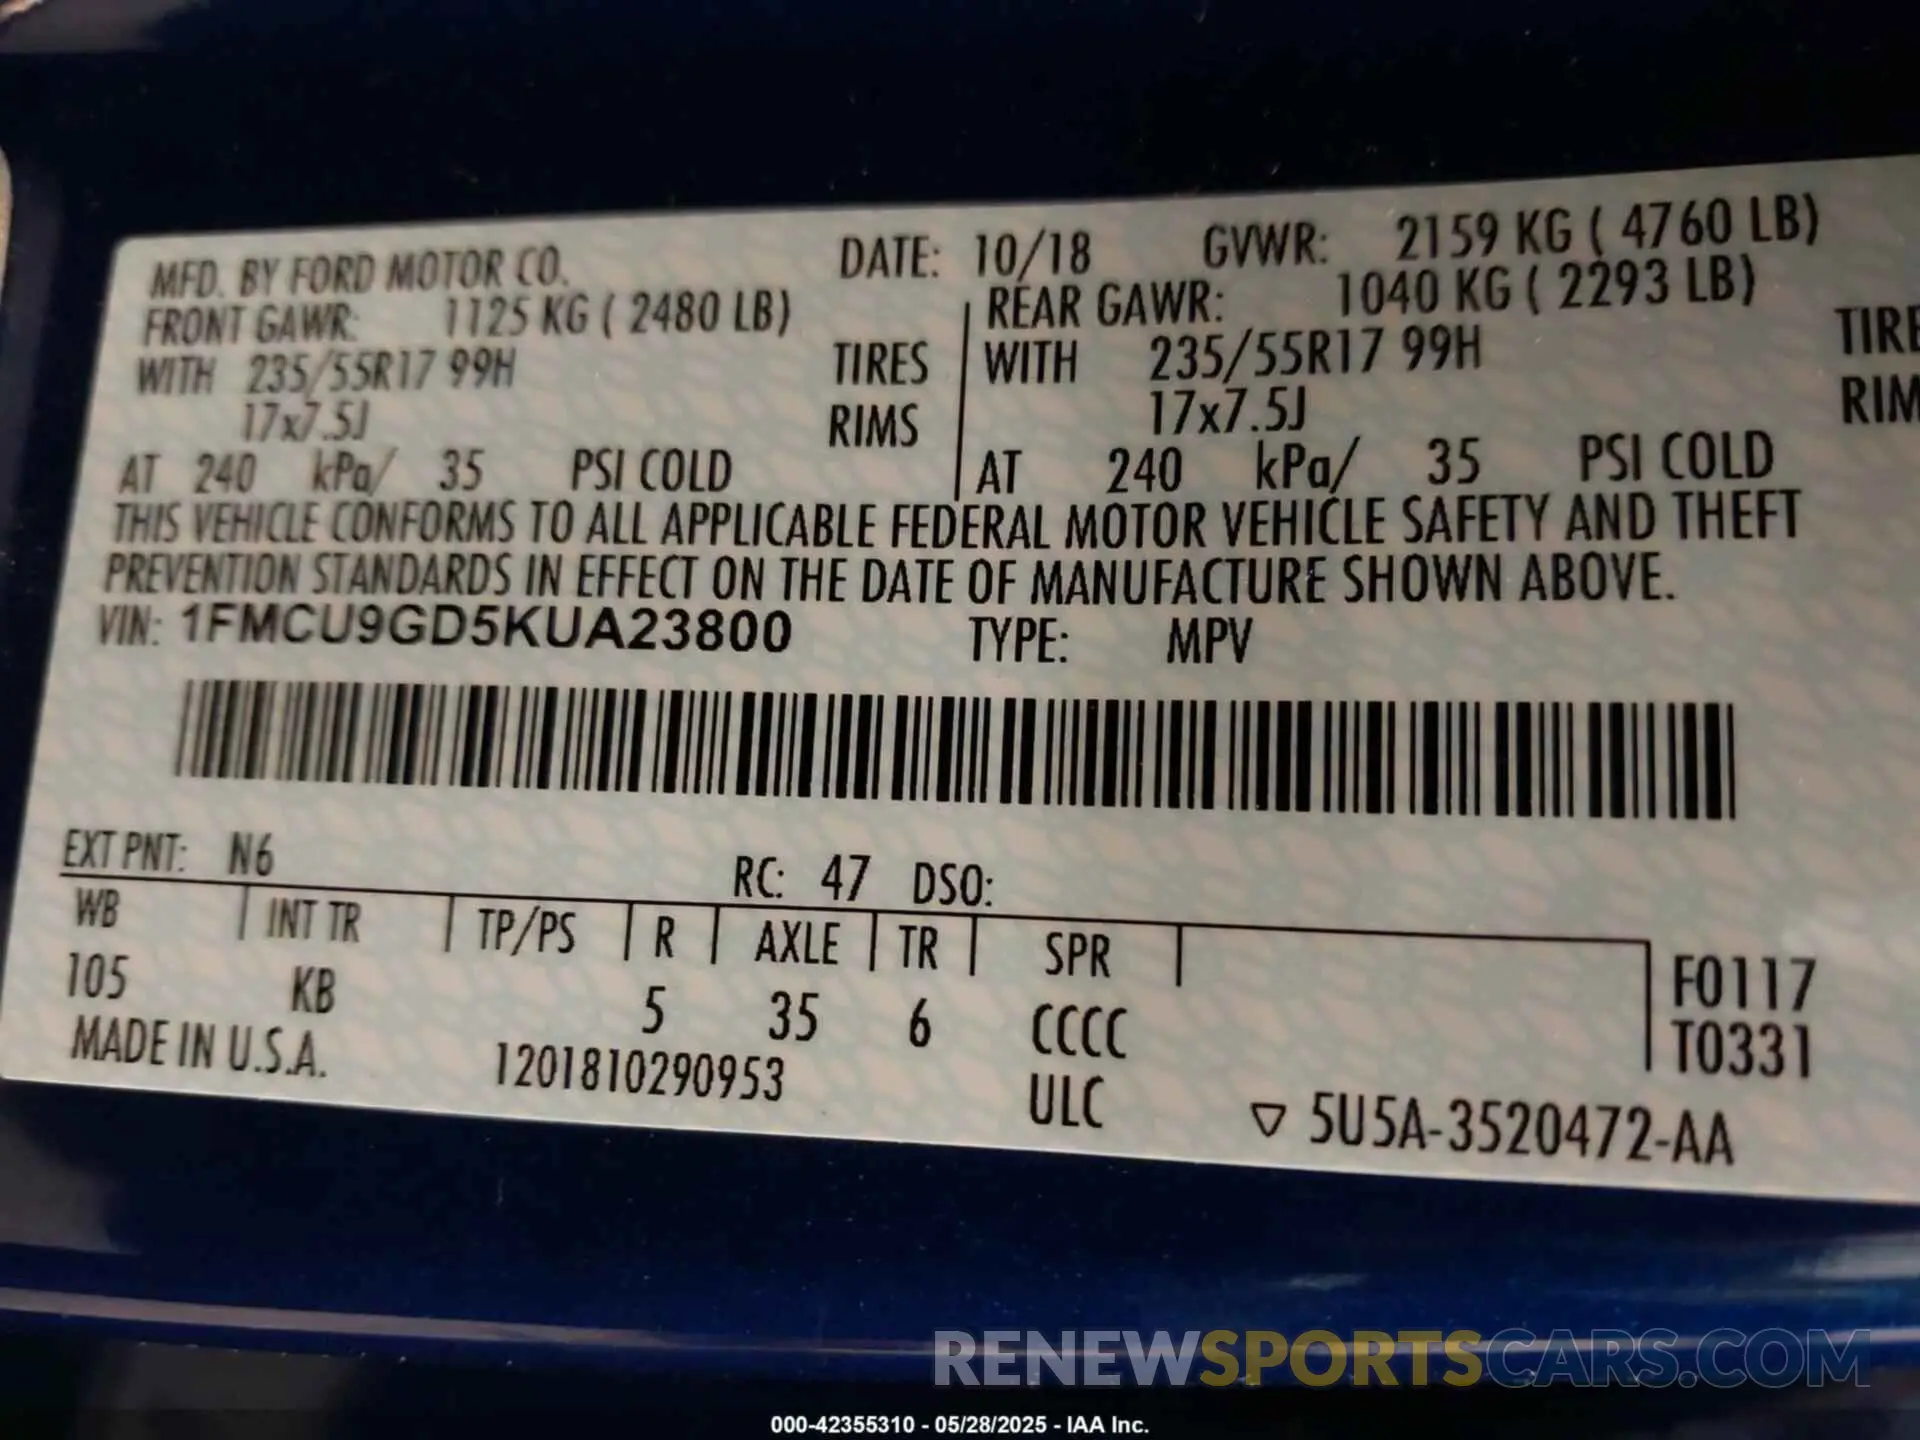 MFD. BY FORD MOTOR CO. DATE: 10/18 GVWR: 2159 KG ( 4760 LB)
FRONT GAWR: 1125 KG ( 2480 LB) REAR GAWR: 1040 KG ( 2293 LB)
WITH 235/55R17 99H TIRES WITH 235/55R17 99H TIRE
17x7.5J RIMS 17x7.5J RIM
AT 240 kPa/ 35 PSI COLD AT 240 kPa/ 35 PSI COLD
THIS VEHICLE CONFORMS TO ALL APPLICABLE FEDERAL MOTOR VEHICLE SAFETY AND THEFT
PREVENTION STANDARDS IN EFFECT ON THE DATE OF MANUFACTURE SHOWN ABOVE.
VIN: 1FMCU9GD5KUA23800 TYPE: MPV
EXT PNT: N6 RC: 47 DSO:
WB INT TR TP/PS R AXLE TR SPR F0117
105 KB 5 35 6 CCCC T0331
MADE IN U.S.A. 1201810290953 ULC ▽ 5U5A-3520472-AA
RENEWSPORTSCARS.COM
000-42355310 - 05/28/2025 - IAA Inc.